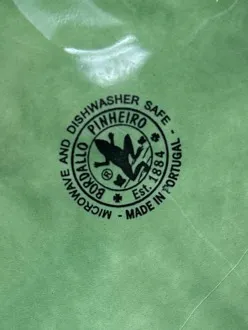 MICROWAVE AND DISHWASHER SAFE -
- MADE IN PORTUGAL -
BORDALLO PINHEIRO
Est. 1884